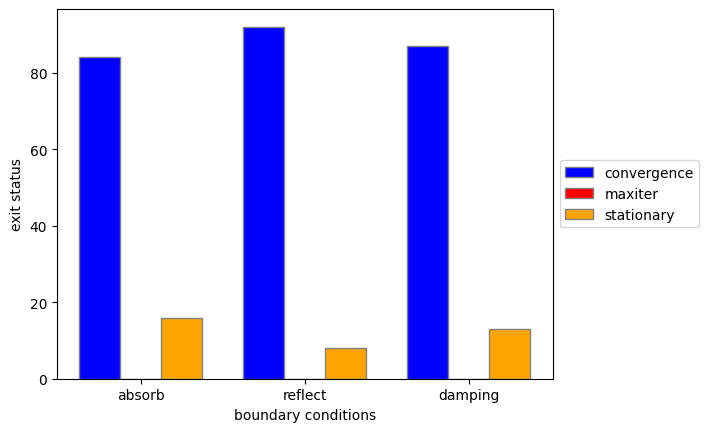 exit status
80
60
40
20
0
absorb
reflect
damping
boundary conditions
convergence
maxiter
stationary